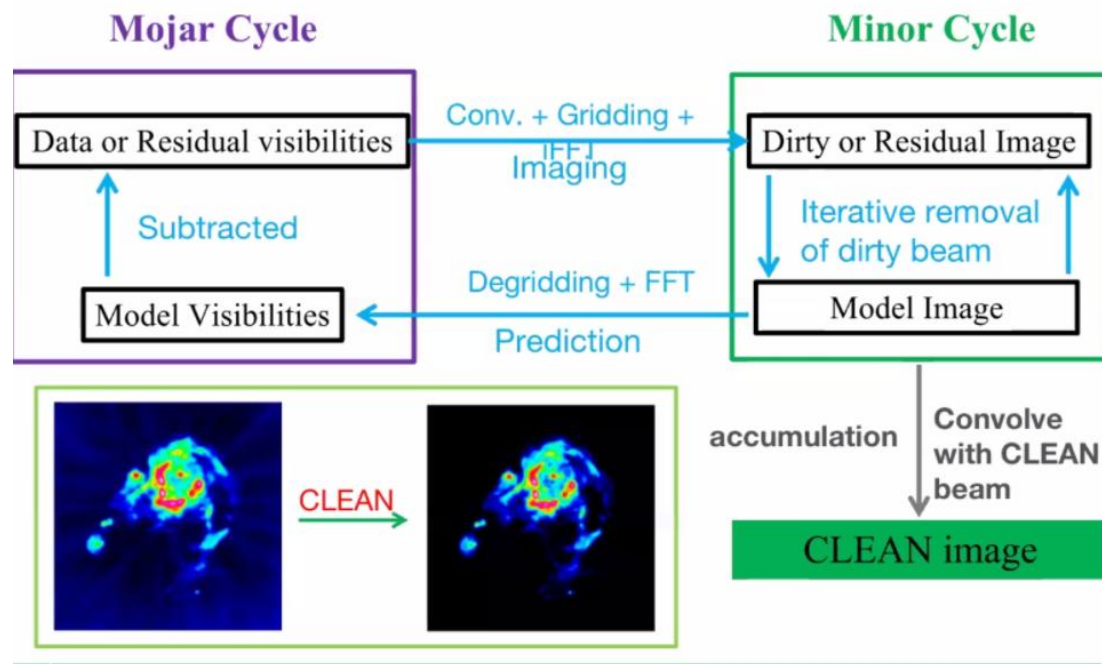 Mojar Cycle
Minor Cycle
Data or Residual visibilities
Conv. + Gridding +
iFFT
Imaging
Dirty or Residual Image
Subtracted
Iterative removal
of dirty beam
Degridding + FFT
Model Visibilities
Prediction
Model Image
accumulation
Convolve
with CLEAN
beam
CLEAN
CLEAN image